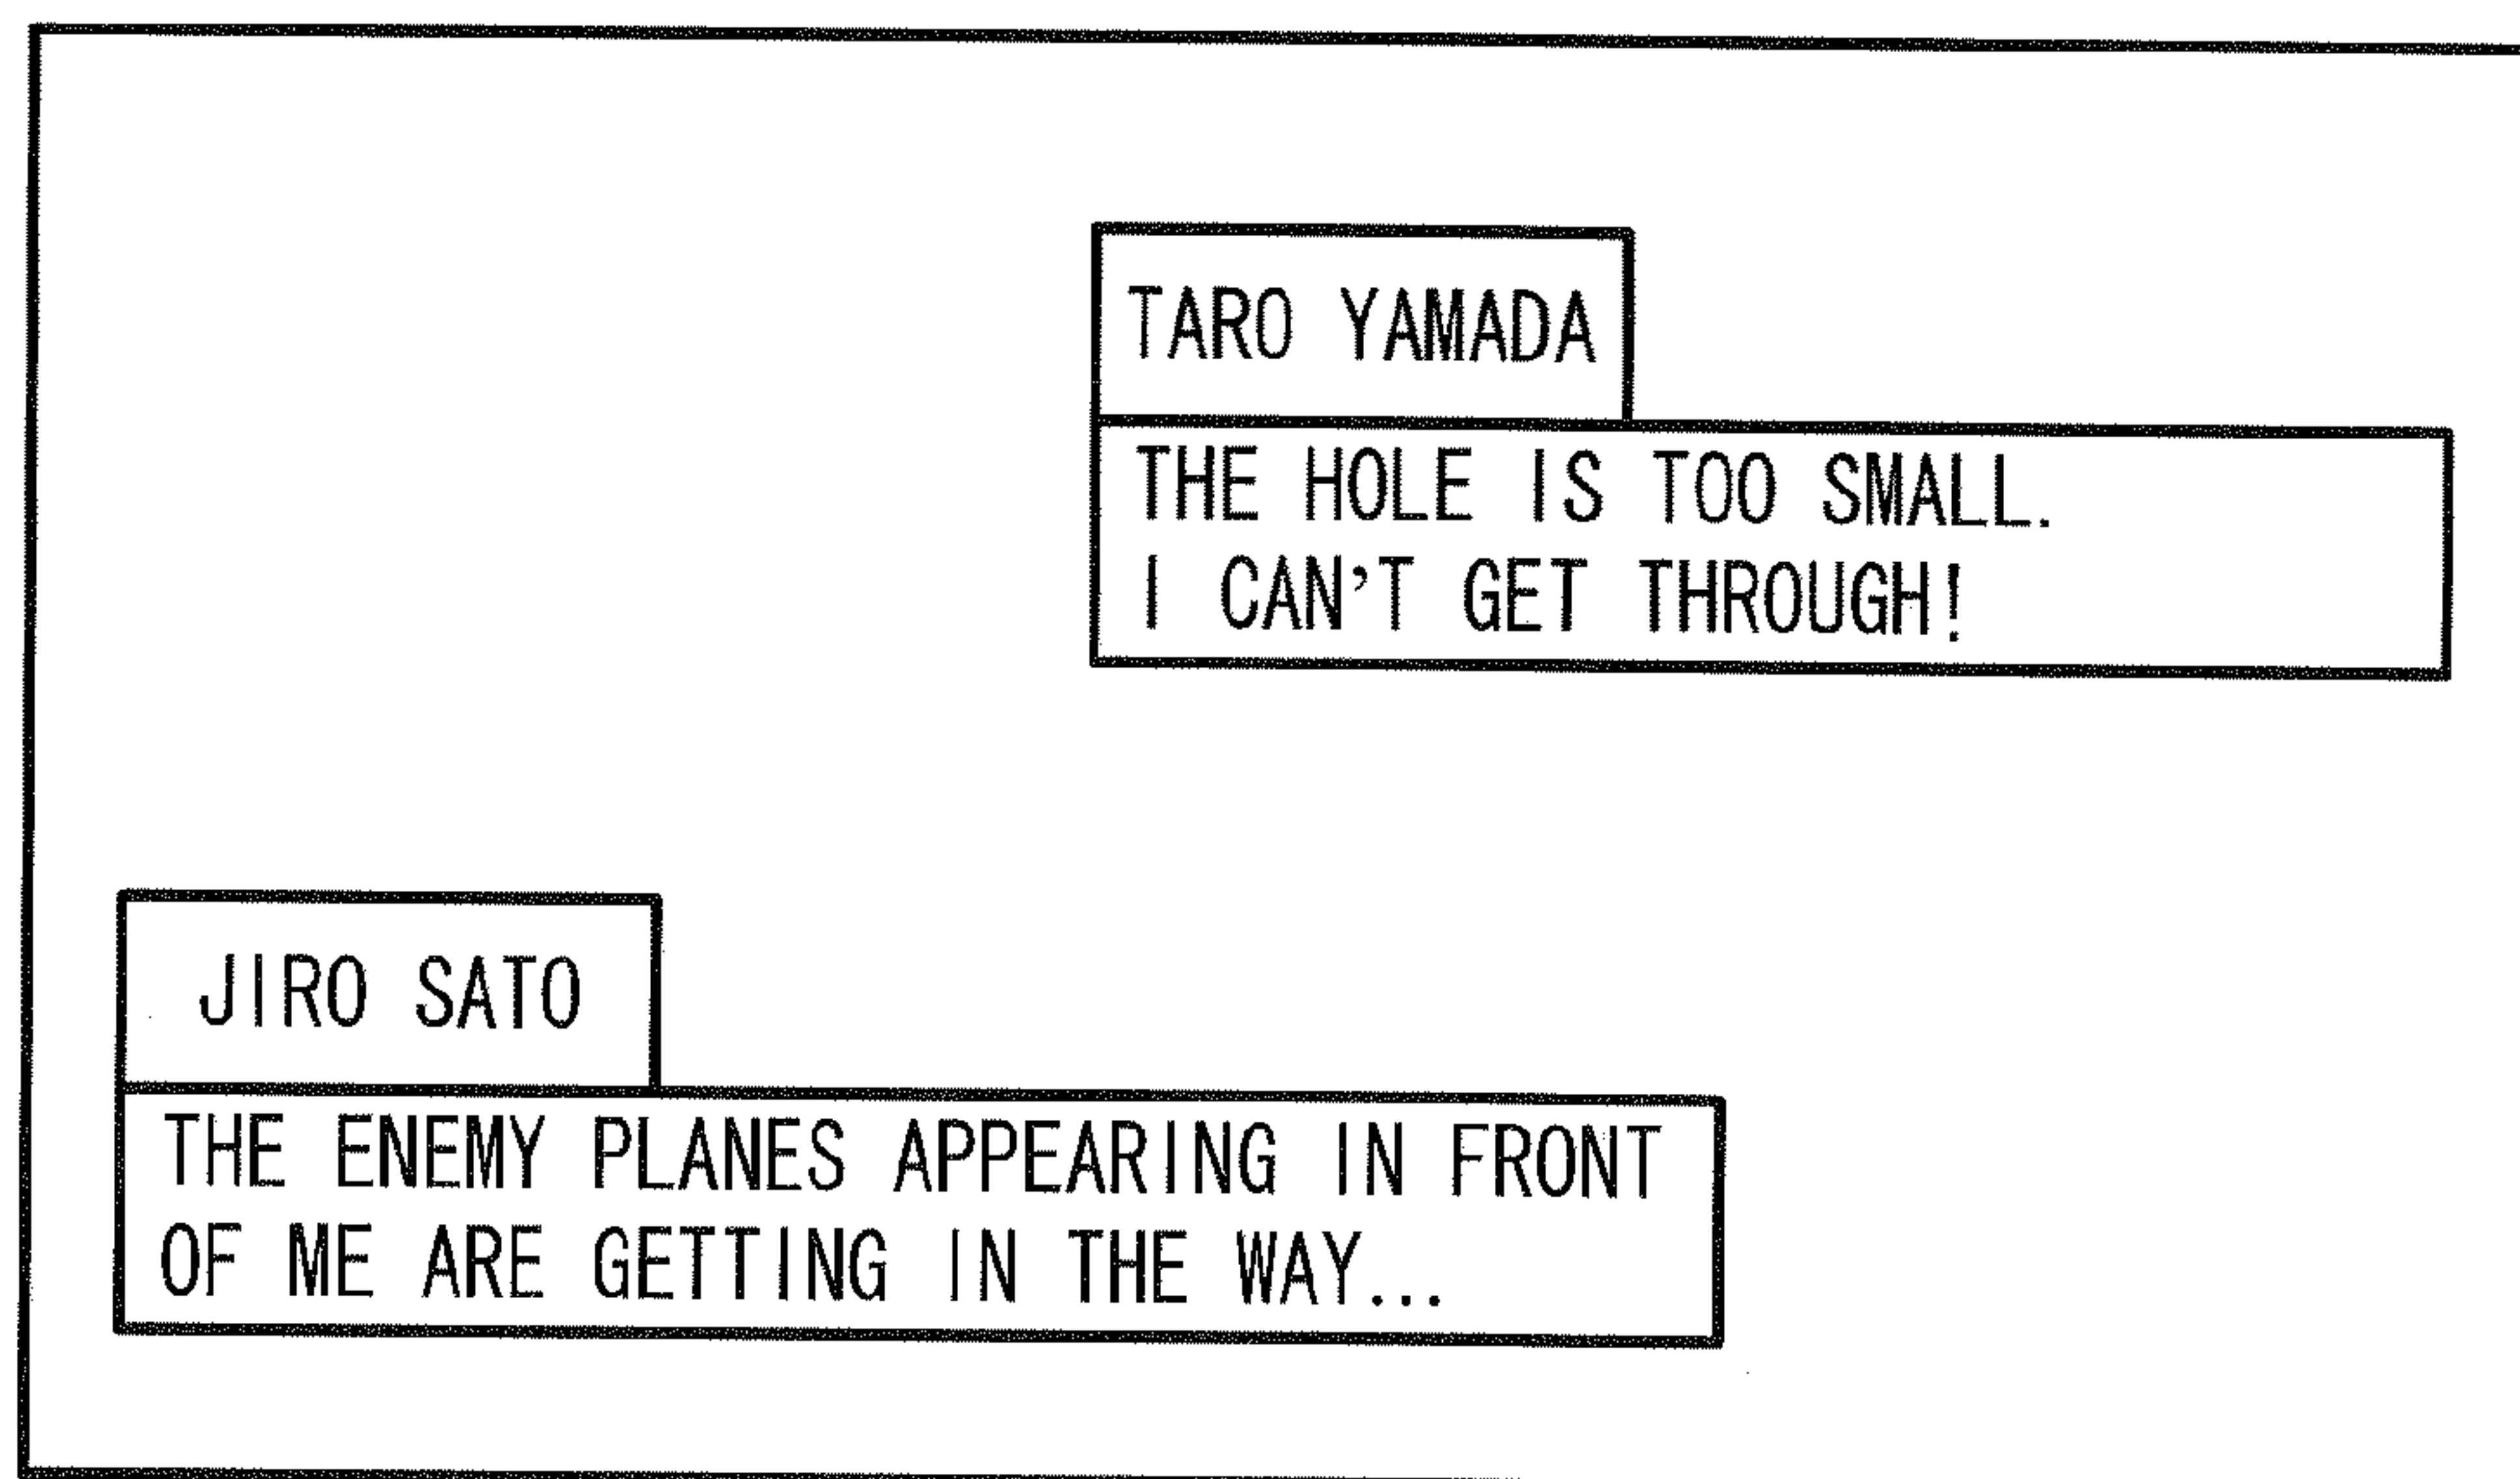 TARO YAMADA
THE HOLE IS TOO SMALL.
I CAN'T GET THROUGH!
JIRO SATO
THE ENEMY PLANES APPEARING IN FRONT
OF ME ARE GETTING IN THE WAY...